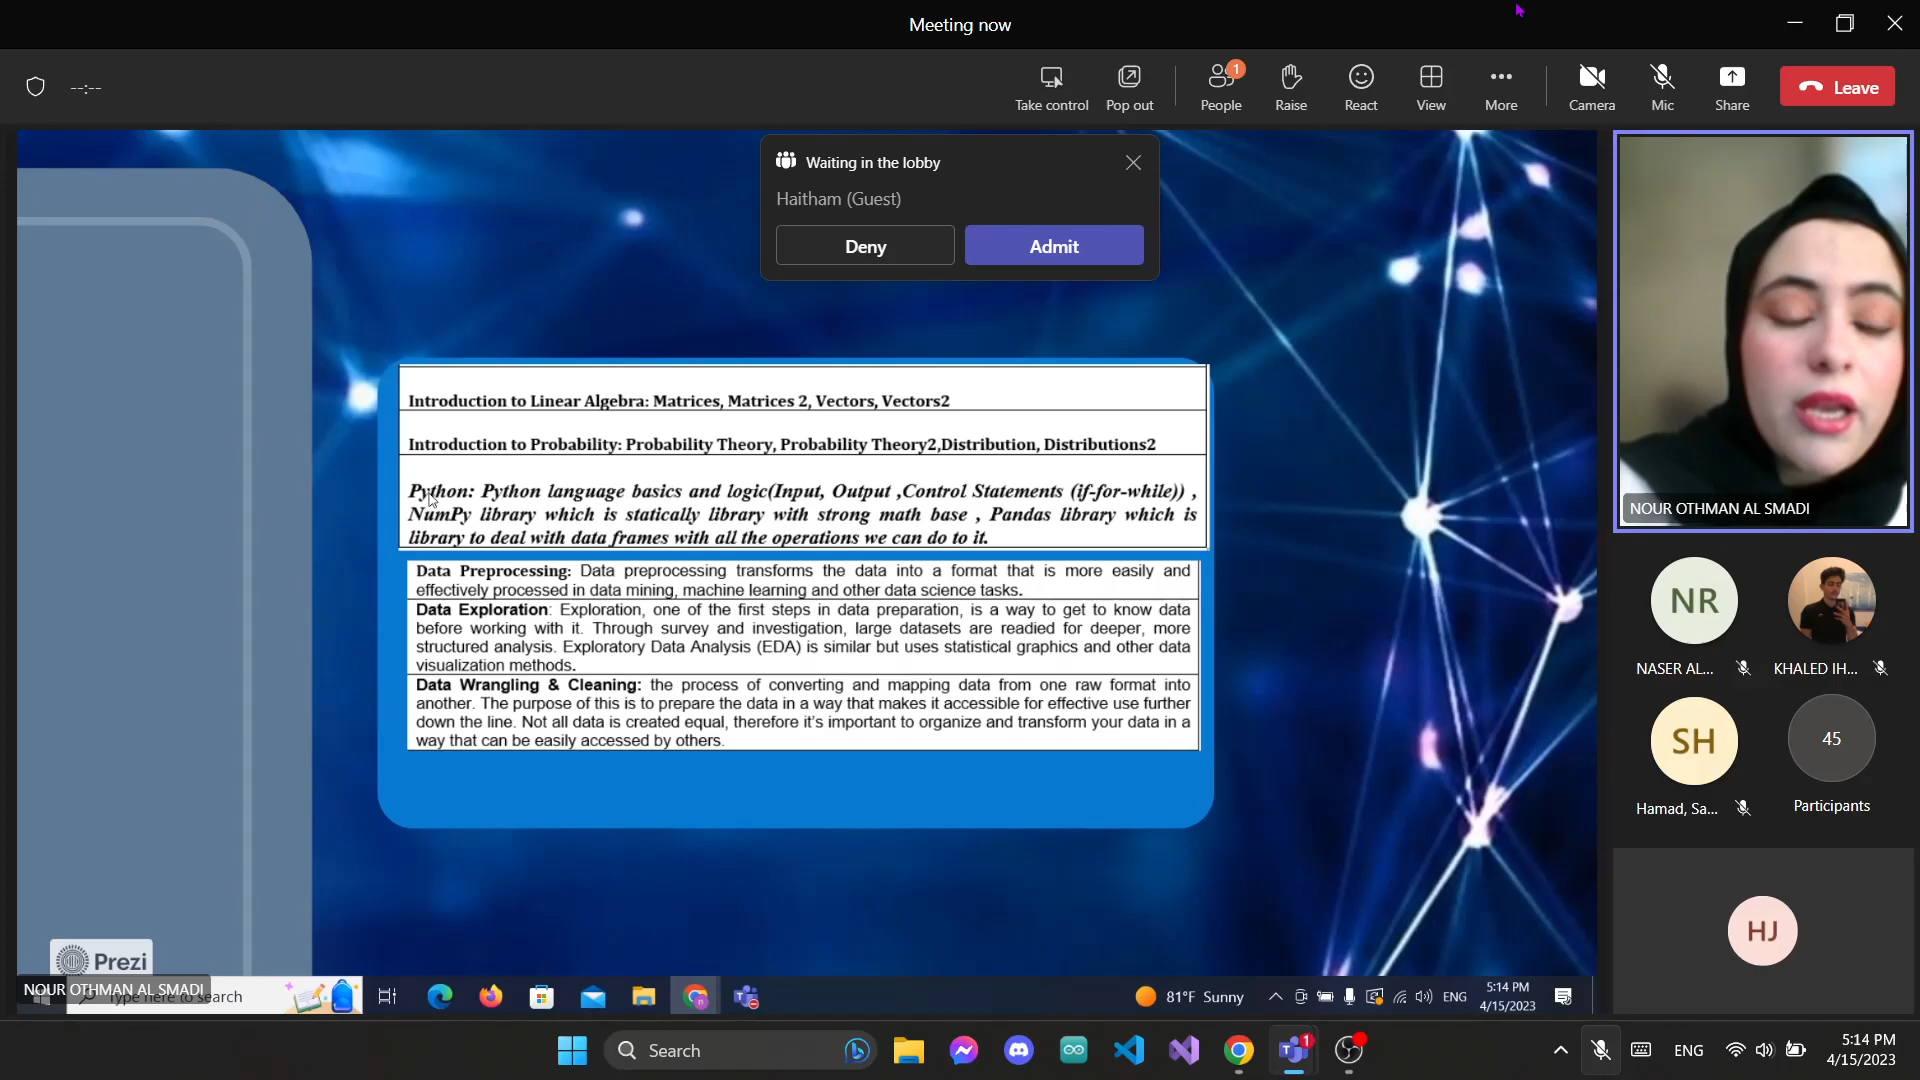 Meeting now
--:--
Take control
Pop out
1
People
Raise
React
View
More
Camera
Mic
Share
Leave
Waiting in the lobby
Haitham (Guest)
Deny
Admit
Introduction to Linear Algebra: Matrices, Matrices 2, Vectors, Vectors2
Introduction to Probability: Probability Theory, Probability Theory2,Distribution, Distributions2
Python: Python language basics and logic(Input, Output ,Control Statements (if-for-while)) ,
NumPy library which is statically library with strong math base , Pandas library which is
library to deal with data frames with all the operations we can do to it.
Data Preprocessing: Data preprocessing transforms the data into a format that is more easily and
effectively processed in data mining, machine learning and other data science tasks.
Data Exploration: Exploration, one of the first steps in data preparation, is a way to get to know data
before working with it. Through survey and investigation, large datasets are readied for deeper, more
structured analysis. Exploratory Data Analysis (EDA) is similar but uses statistical graphics and other data
visualization methods.
Data Wrangling & Cleaning: the process of converting and mapping data from one raw format into
another. The purpose of this is to prepare the data in a way that makes it accessible for effective use further
down the line. Not all data is created equal, therefore it's important to organize and transform your data in a
way that can be easily accessed by others.
NOUR OTHMAN AL SMADI
NR
NASER AL...
KHALED IH...
SH
Hamad, Sa...
45
Participants
HJ
Prezi
NOUR OTHMAN AL SMADI
Type here to search
81°F Sunny
ENG
5:14 PM
4/15/2023
Search
1
ENG
5:14 PM
4/15/2023